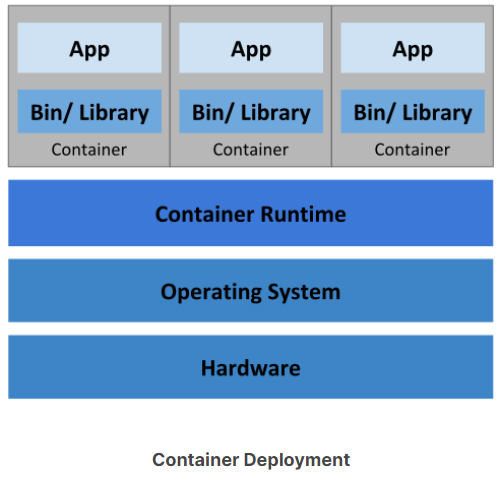 App App App
Bin/ Library Bin/ Library Bin/ Library
Container Container Container
Container Runtime
Operating System
Hardware
Container Deployment